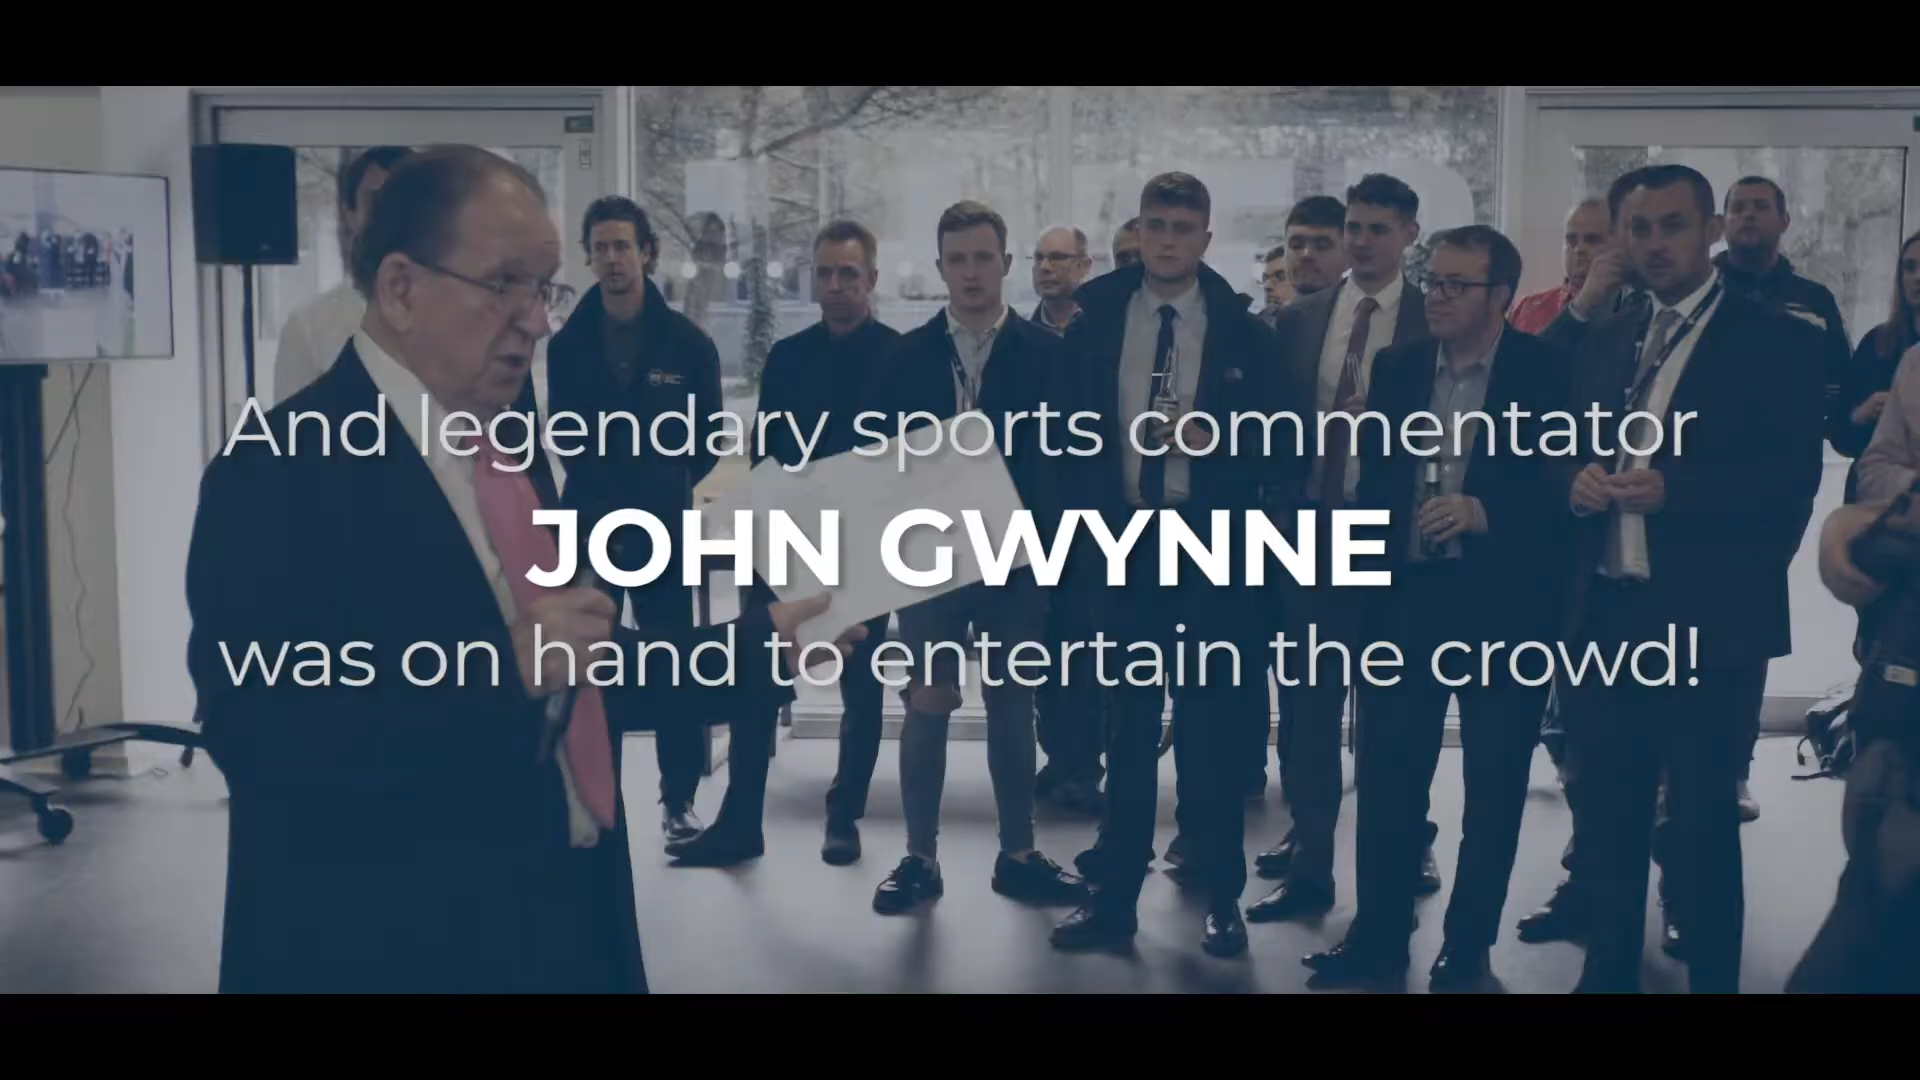 And legendary sports commentator
JOHN GWYNNE
was on hand to entertain the crowd!